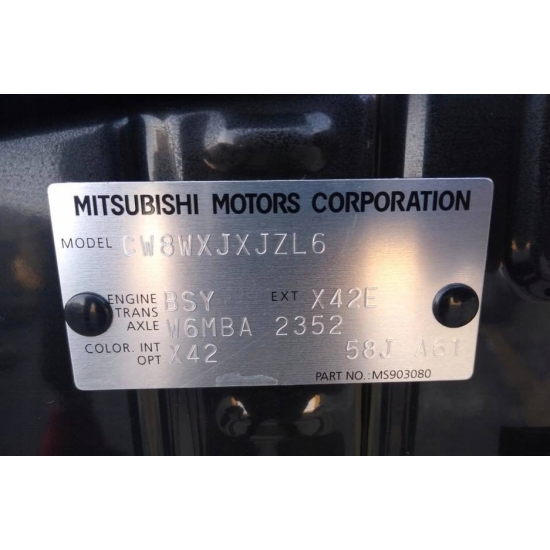 MITSUBISHI MOTORS CORPORATION
MODEL CW8WXJXJZL6
ENGINE BSY EXT X42E
TRANS AXLE W6MBA 2352
COLOR. INT OPT X42 58J A61
PART NO.:MS903080